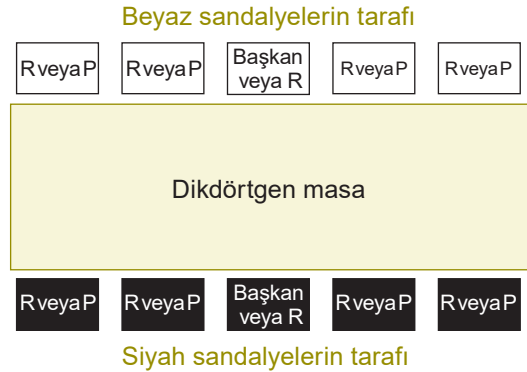 Beyaz sandalyelerin tarafı
RveyaP RveyaP Başkan veya R RveyaP RveyaP
Dikdörtgen masa
RveyaP RveyaP Başkan veya R RveyaP RveyaP
Siyah sandalyelerin tarafı